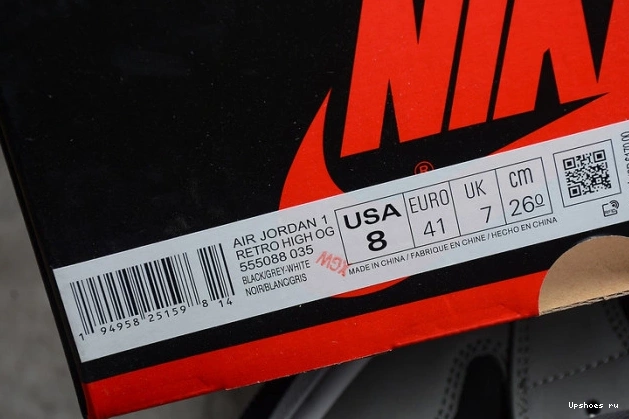 NIK
®
AIR JORDAN 1
RETRO HIGH OG
555088 035
BLACK/GREY-WHITE
NOIR/BLANC/GRIS
1 94958 25159 8 14
USA
8
EURO
41
UK
7
cm
26º
MADE IN CHINA / FABRIQUE EN CHINE / HECHO EN CHINA
XGW
Upshoes ru